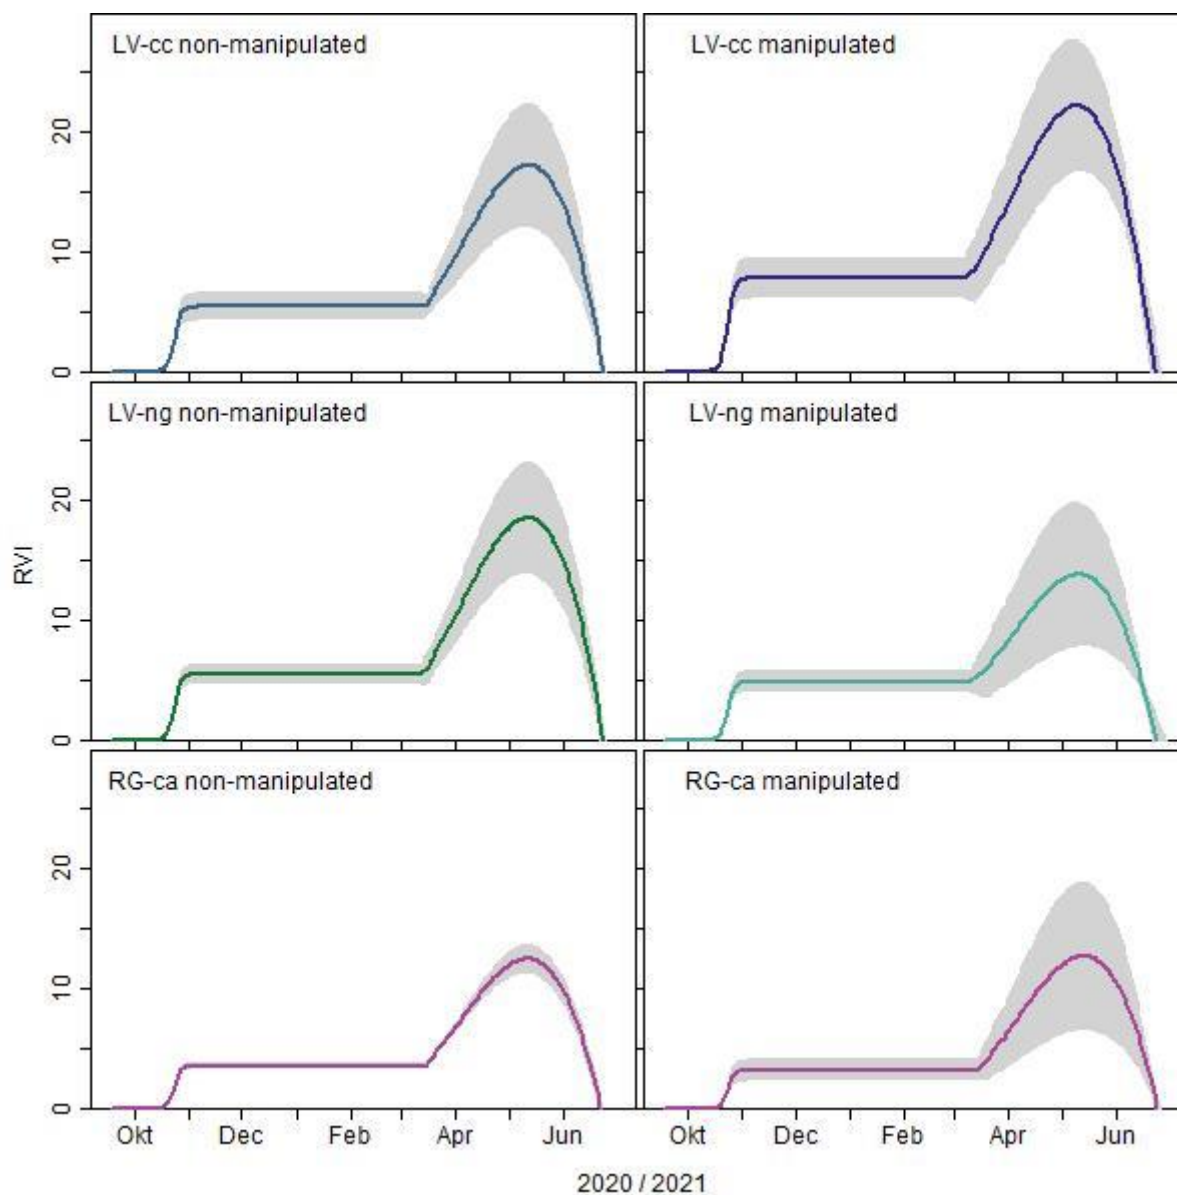 LV-cc non-manipulated
LV-cc manipulated
20
10
0
LV-ng non-manipulated
LV-ng manipulated
20
10
0
RVI
RG-ca non-manipulated
RG-ca manipulated
20
10
0
Okt Dec Feb Apr Jun
Okt Dec Feb Apr Jun
2020 / 2021